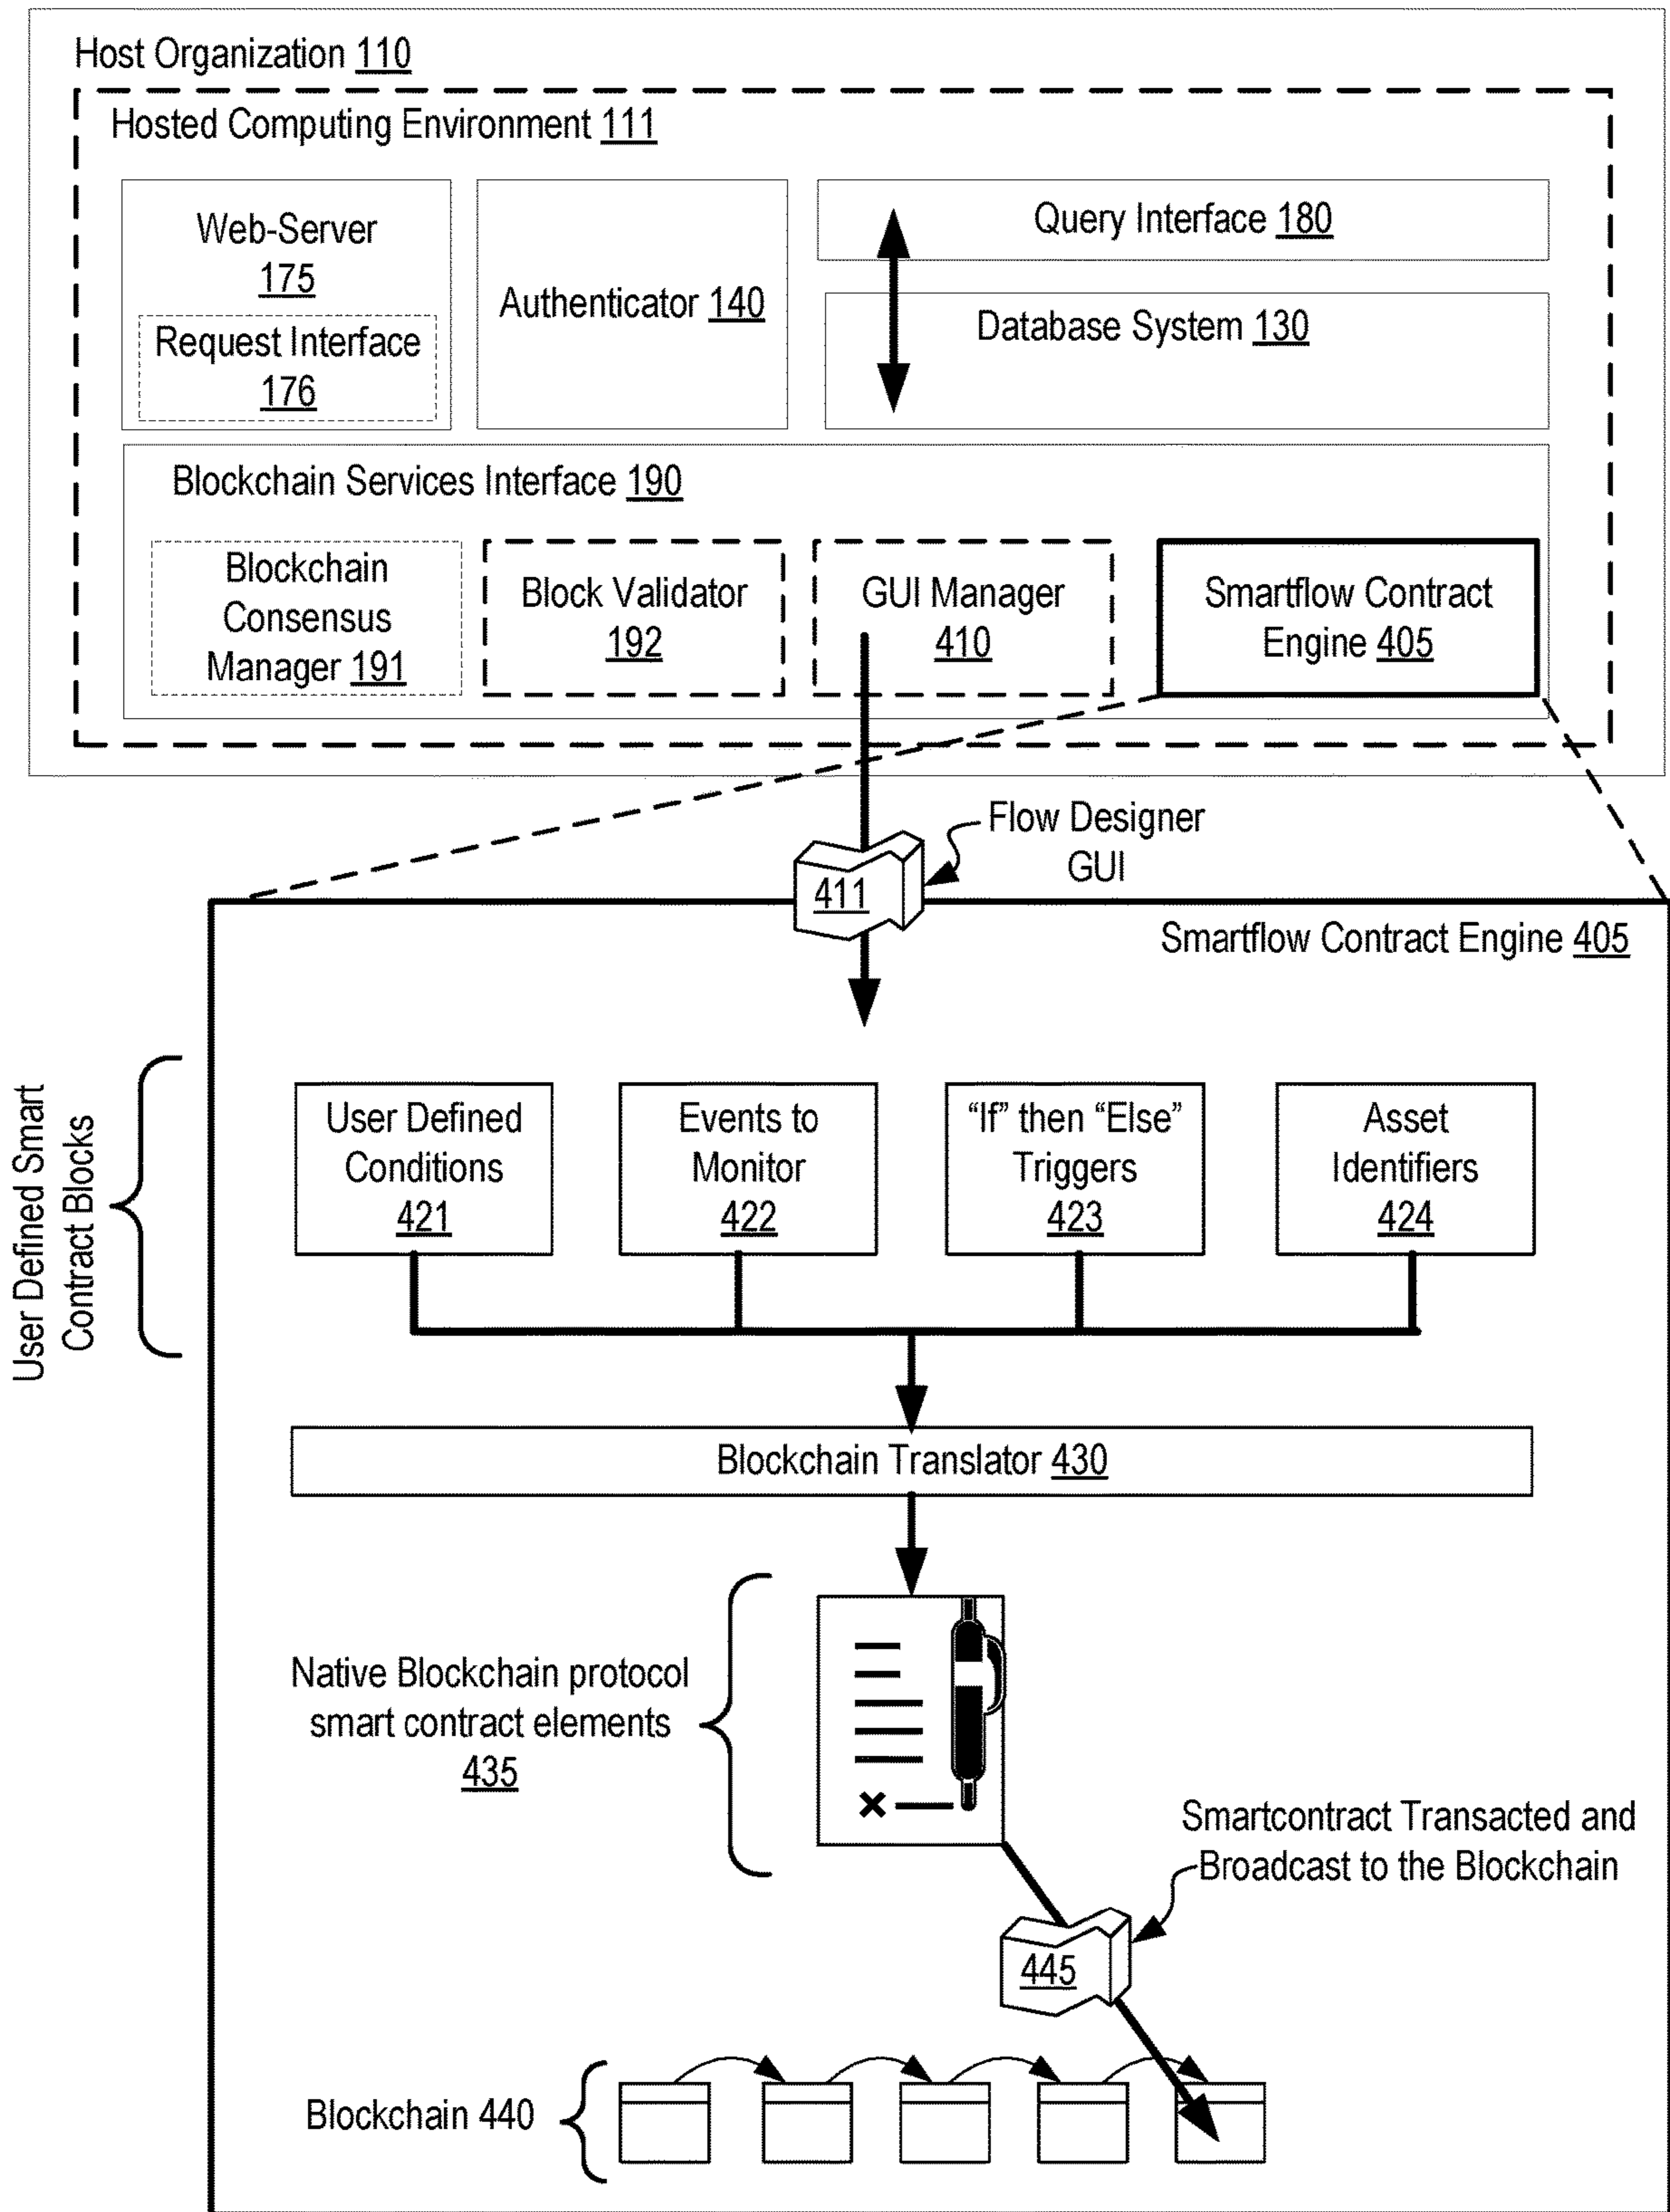 Host Organization 110
Hosted Computing Environment 111
Web-Server
175
Request Interface
176
Authenticator 140
Query Interface 180
Database System 130
Blockchain Services Interface 190
Blockchain
Consensus
Manager 191
Block Validator
192
GUI Manager
410
Smartflow Contract
Engine 405
Flow Designer
GUI
411
Smartflow Contract Engine 405
User Defined Smart
Contract Blocks
User Defined
Conditions
421
Events to
Monitor
422
“If” then “Else”
Triggers
423
Asset
Identifiers
424
Blockchain Translator 430
Native Blockchain protocol
smart contract elements
435
Smartcontract Transacted and
Broadcast to the Blockchain
445
Blockchain 440